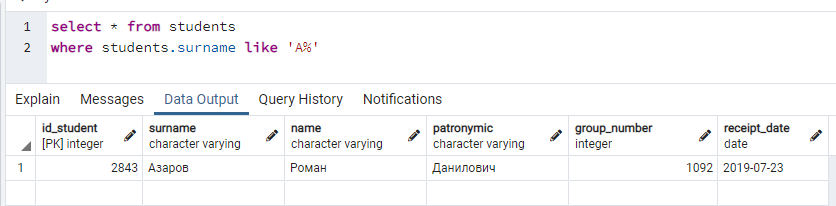 1 select * from students
2 where students.surname like 'А%'
Explain Messages Data Output Query History Notifications
id_student surname name patronymic group_number receipt_date
[PK] integer character varying character varying character varying integer date
1 2843 Азаров Роман Данилович 1092 2019-07-23